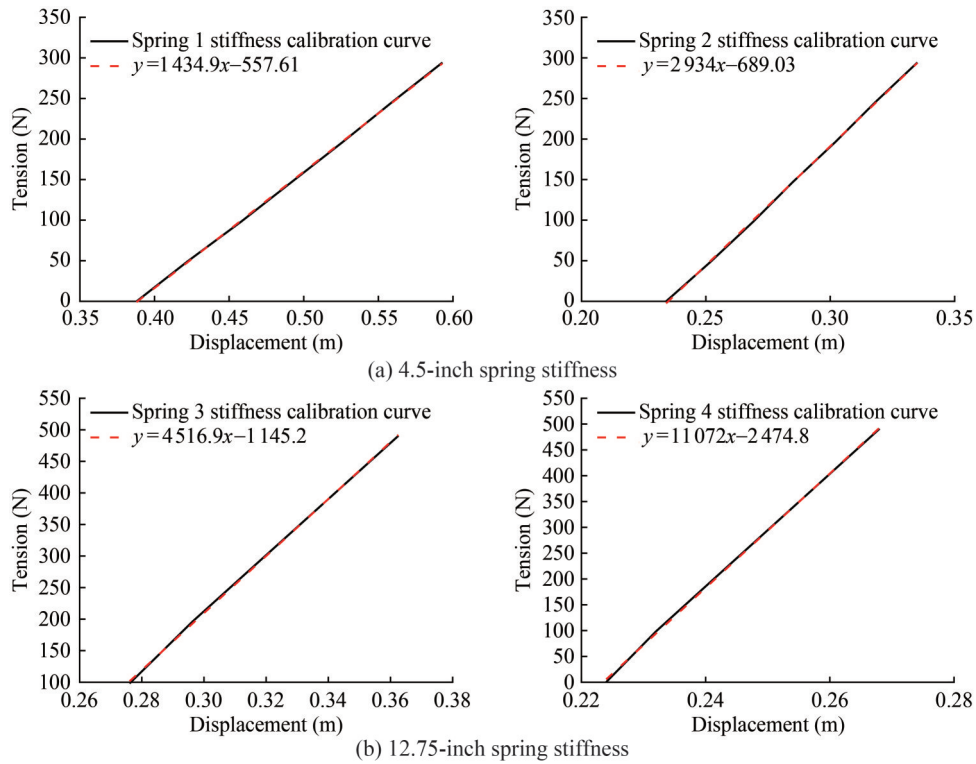 350
300
250
200
150
100
50
0
Tension (N)
Spring 1 stiffness calibration curve
y=1 434.9x−557.61
0.35 0.40 0.45 0.50 0.55 0.60
Displacement (m)
350
300
250
200
150
100
50
0
Tension (N)
Spring 2 stiffness calibration curve
y=2 934x−689.03
0.20 0.25 0.30 0.35
Displacement (m)
(a) 4.5-inch spring stiffness
550
500
450
400
350
300
250
200
100
Tension (N)
Spring 3 stiffness calibration curve
y=4 516.9x−1 145.2
0.26 0.28 0.30 0.32 0.34 0.36 0.38
Displacement (m)
550
500
450
400
350
300
250
200
150
100
50
0
Tension (N)
Spring 4 stiffness calibration curve
y=11 072x−2 474.8
0.22 0.24 0.26 0.28
Displacement (m)
(b) 12.75-inch spring stiffness